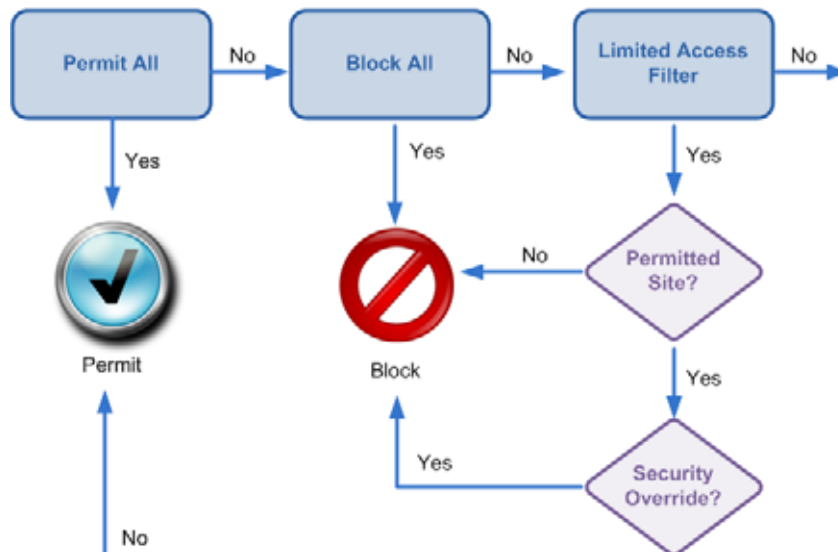 Permit All
No
Block All
No
Limited Access
Filter
No
Yes
Yes
Yes
No
Permitted
Site?
Permit
Block
Yes
Yes
Security
Override?
No